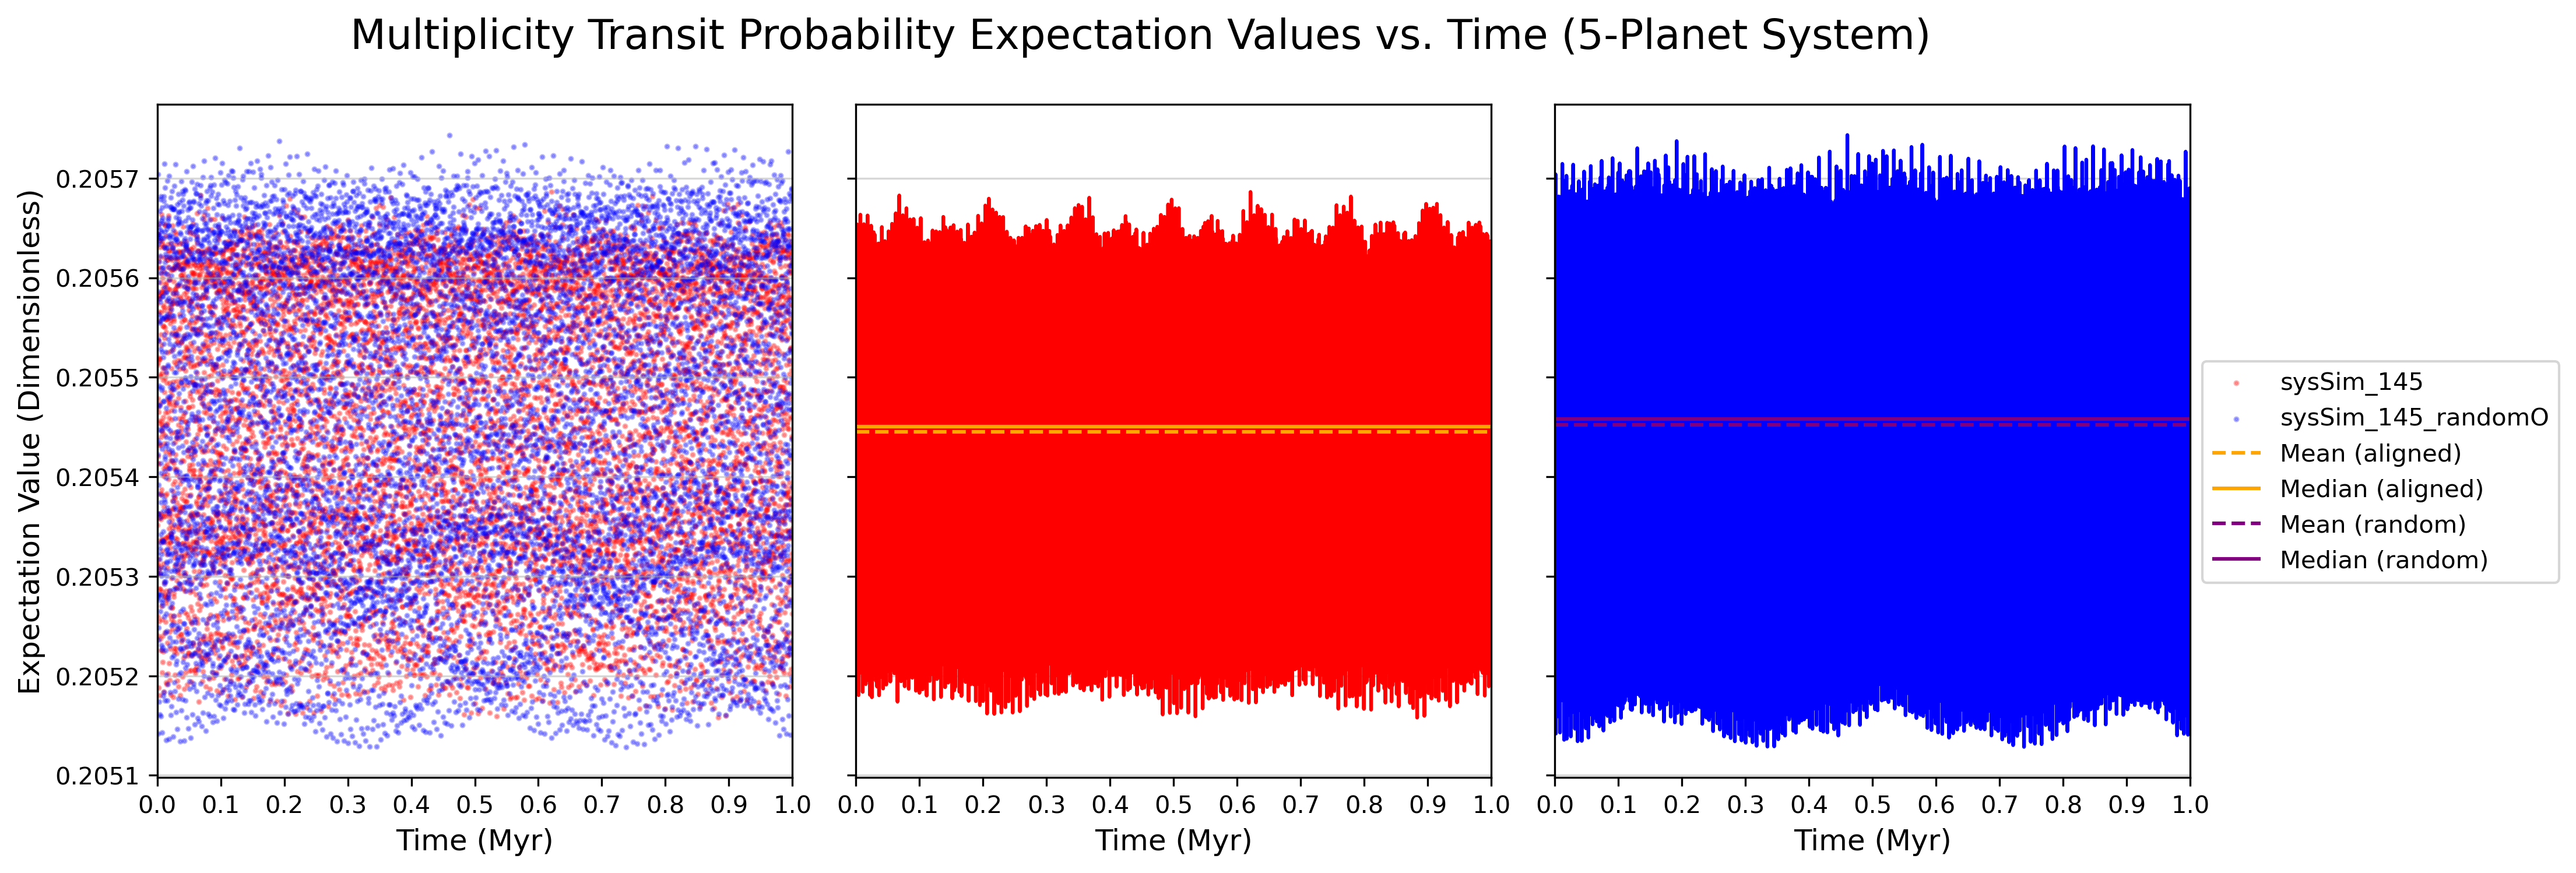 Multiplicity Transit Probability Expectation Values vs. Time (5-Planet System)
Expectation Value (Dimensionless)
0.2057
0.2056
0.2055
0.2054
0.2053
0.2052
0.2051
0.0 0.1 0.2 0.3 0.4 0.5 0.6 0.7 0.8 0.9 1.0
Time (Myr)
0.0 0.1 0.2 0.3 0.4 0.5 0.6 0.7 0.8 0.9 1.0
Time (Myr)
0.0 0.1 0.2 0.3 0.4 0.5 0.6 0.7 0.8 0.9 1.0
Time (Myr)
sysSim_145
sysSim_145_randomO
Mean (aligned)
Median (aligned)
Mean (random)
Median (random)